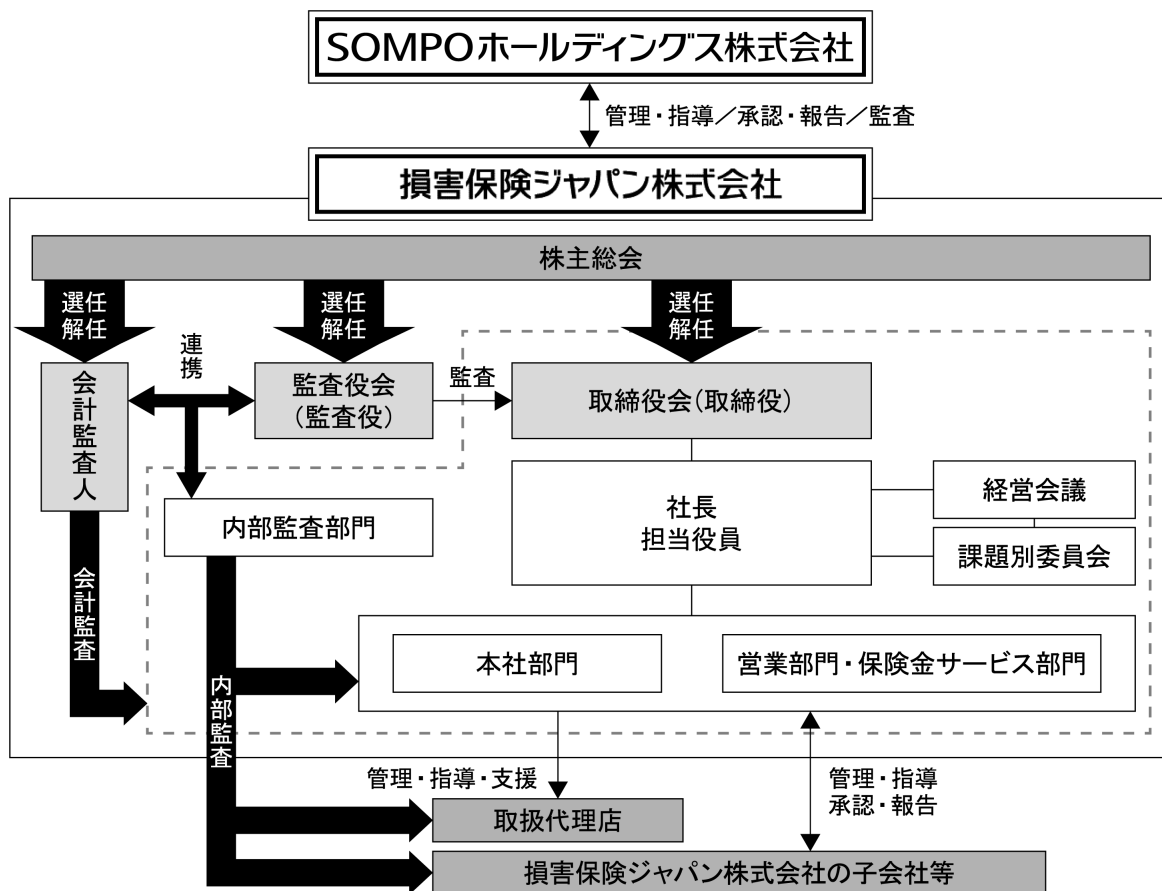 SOMPOホールディングス株式会社
管理・指導／承認・報告／監査
損害保険ジャパン株式会社
株主総会
選任
解任
選任
解任
選任
解任
連携
会計監査人
監査役会
（監査役）
監査
取締役会（取締役）
内部監査部門
社長
担当役員
経営会議
課題別委員会
会計監査
本社部門
営業部門・保険金サービス部門
内部監査
管理・指導・支援
管理・指導
承認・報告
取扱代理店
損害保険ジャパン株式会社の子会社等